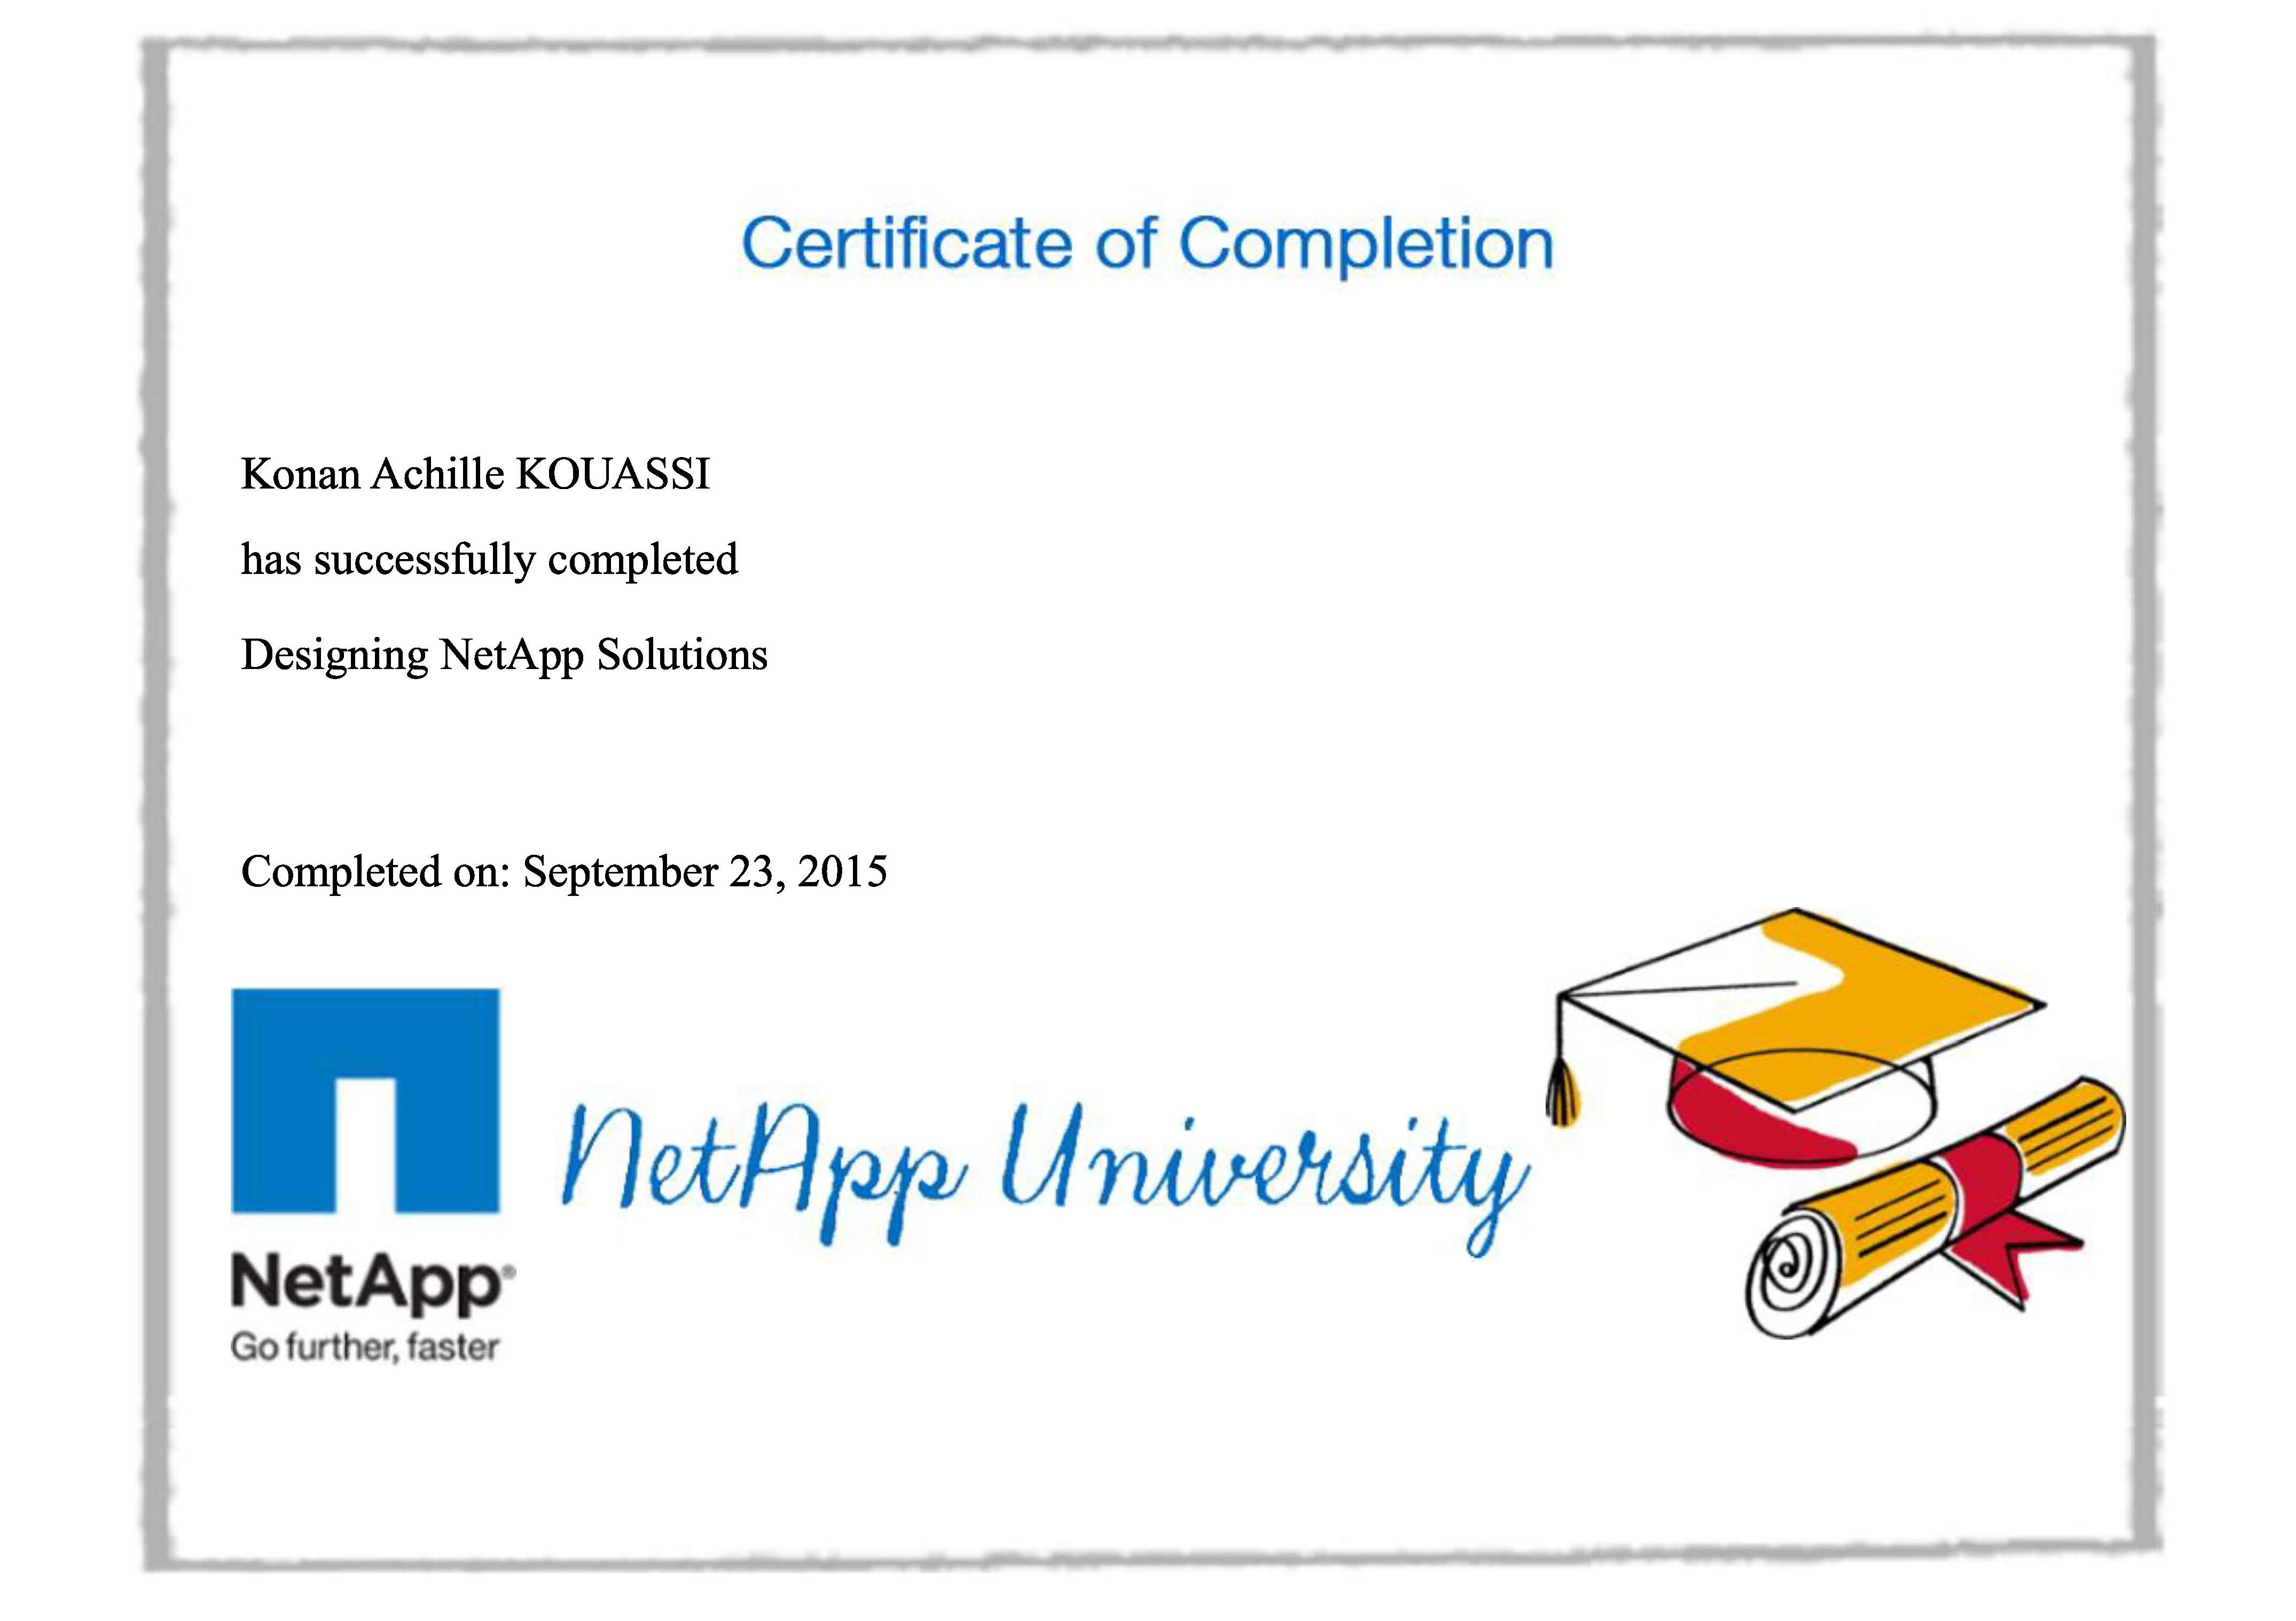 Certificate of Completion
Konan Achille KOUASSI
has successfully completed
Designing NetApp Solutions
Completed on: September 23, 2015
NetApp University
NetApp®
Go further, faster